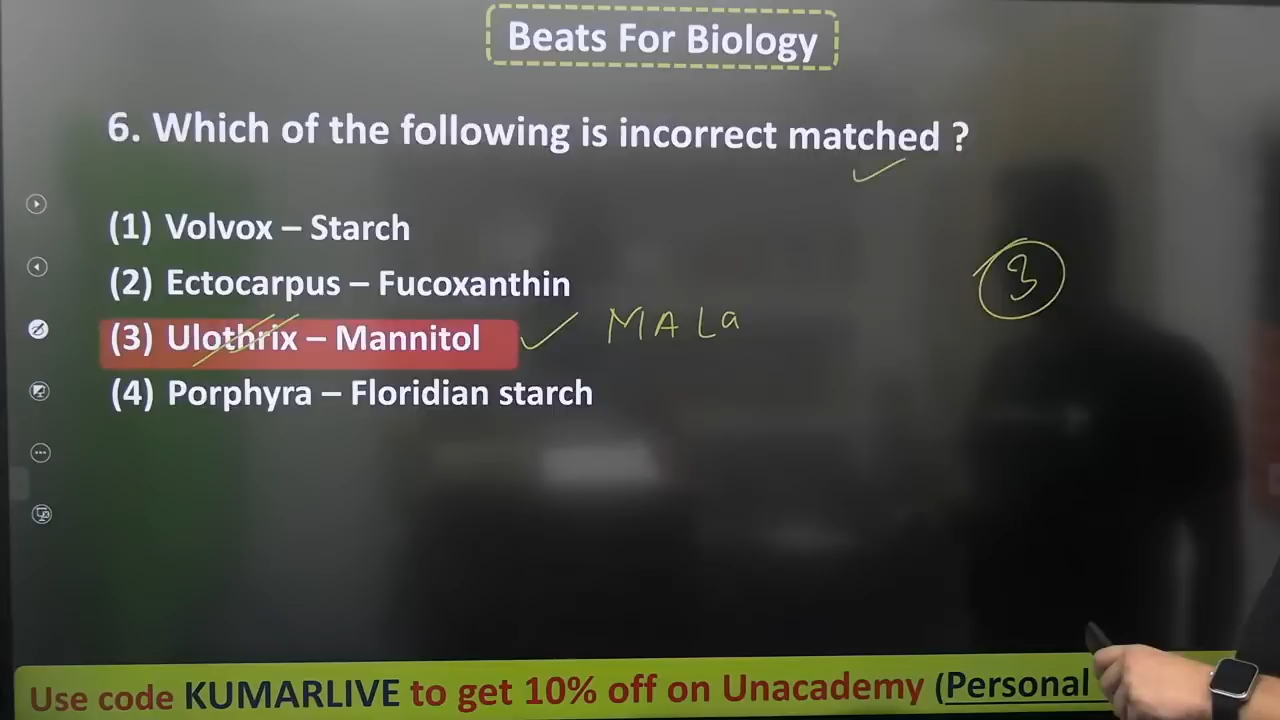 Beats For Biology
6. Which of the following is incorrect matched ?
(1) Volvox – Starch
(2) Ectocarpus – Fucoxanthin
(3) Ulothrix – Mannitol MALa
3
(4) Porphyra – Floridian starch
Use code KUMARLIVE to get 10% off on Unacademy (Personal